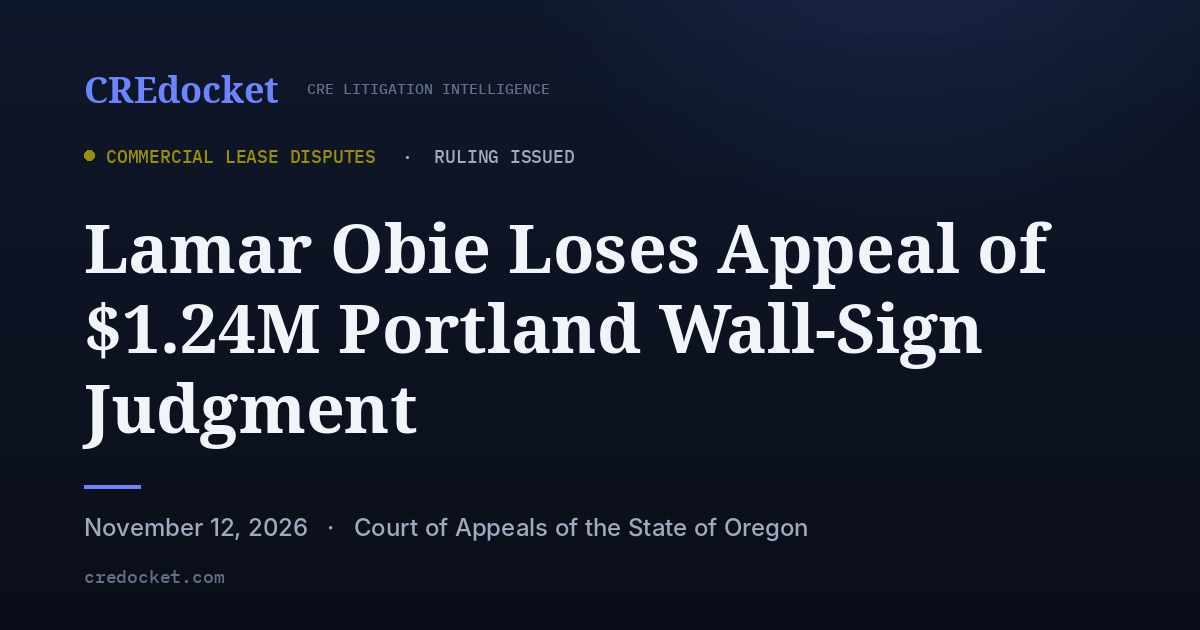 CREdocket CRE LITIGATION INTELLIGENCE
COMMERCIAL LEASE DISPUTES · RULING ISSUED
Lamar Obie Loses Appeal of
$1.24M Portland Wall-Sign
Judgment
November 12, 2026 · Court of Appeals of the State of Oregon
credocket.com